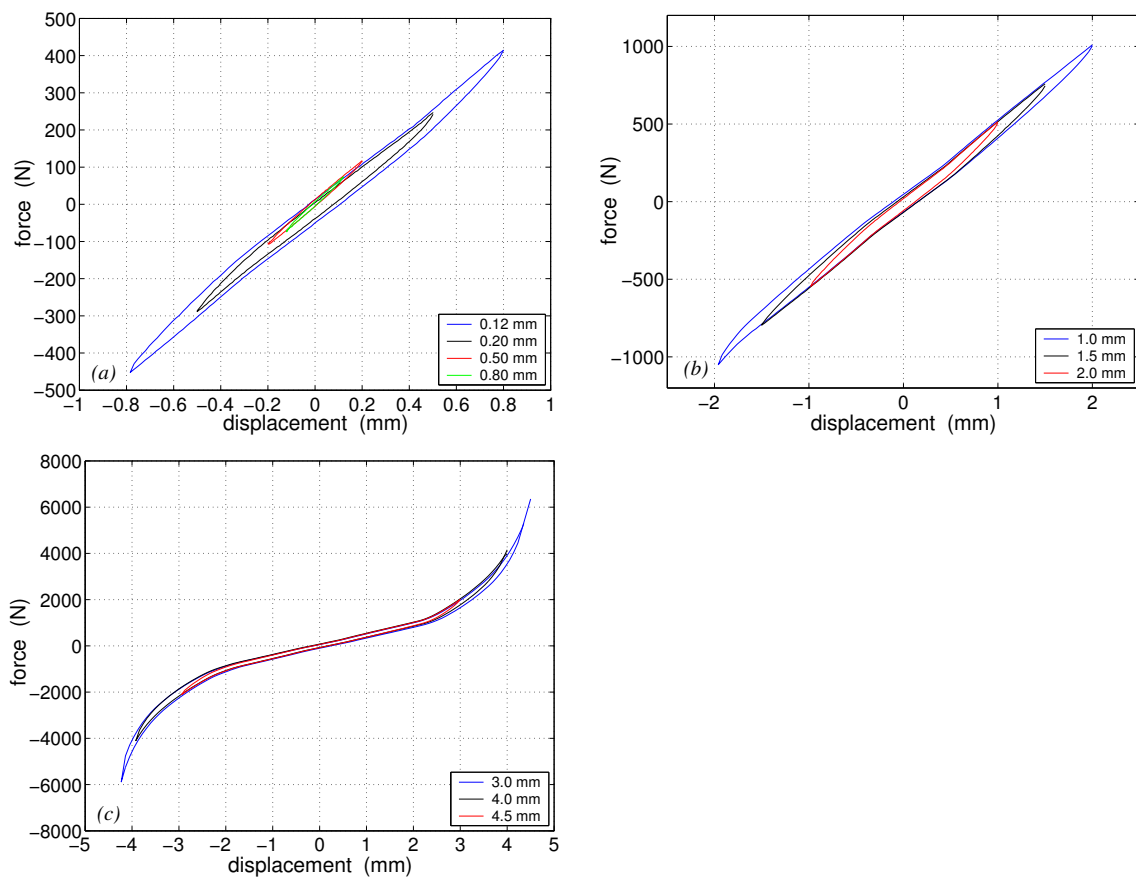 500
400
300
200
100
0
−100
−200
−300
−400
−500
−1 −0.8 −0.6 −0.4 −0.2 0 0.2 0.4 0.6 0.8 1
force (N)
displacement (mm)
(a)
0.12 mm
0.20 mm
0.50 mm
0.80 mm
1000
500
0
−500
−1000
−2 −1 0 1 2
force (N)
displacement (mm)
(b)
1.0 mm
1.5 mm
2.0 mm
8000
6000
4000
2000
0
−2000
−4000
−6000
−8000
−5 −4 −3 −2 −1 0 1 2 3 4 5
force (N)
displacement (mm)
(c)
3.0 mm
4.0 mm
4.5 mm